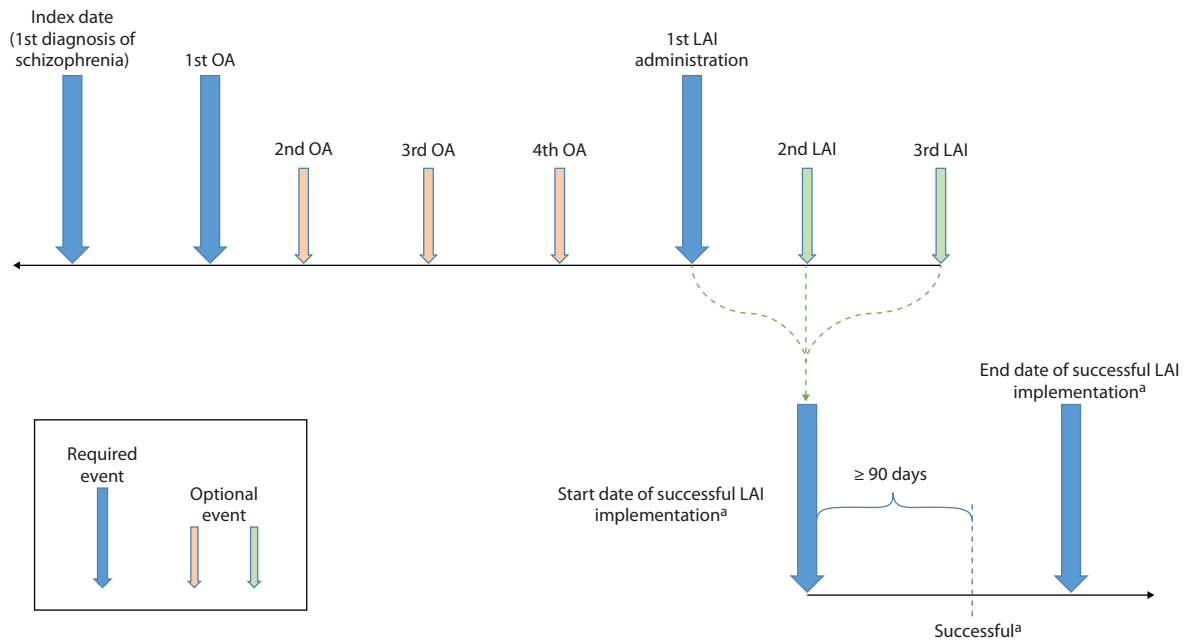 Index date
(1st diagnosis of
schizophrenia)
1st OA
2nd OA
3rd OA
4th OA
1st LAI
administration
2nd LAI
3rd LAI
Required
event
Optional
event
Start date of successful LAI
implementationᵃ
≥ 90 days
End date of successful LAI
implementationᵃ
Successfulᵃ